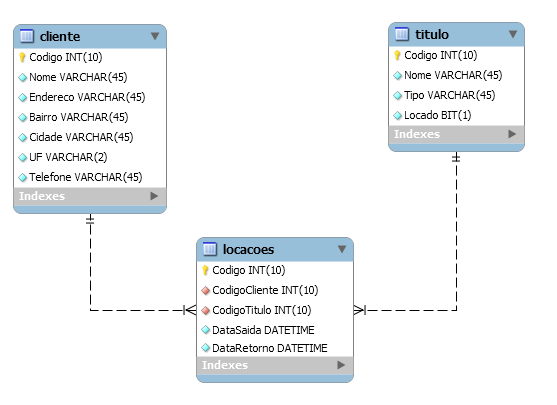 cliente
Codigo INT(10)
Nome VARCHAR(45)
Endereco VARCHAR(45)
Bairro VARCHAR(45)
Cidade VARCHAR(45)
UF VARCHAR(2)
Telefone VARCHAR(45)
Indexes
titulo
Codigo INT(10)
Nome VARCHAR(45)
Tipo VARCHAR(45)
Locado BIT(1)
Indexes
locacoes
Codigo INT(10)
CodigoCliente INT(10)
CodigoTitulo INT(10)
DataSaida DATETIME
DataRetorno DATETIME
Indexes